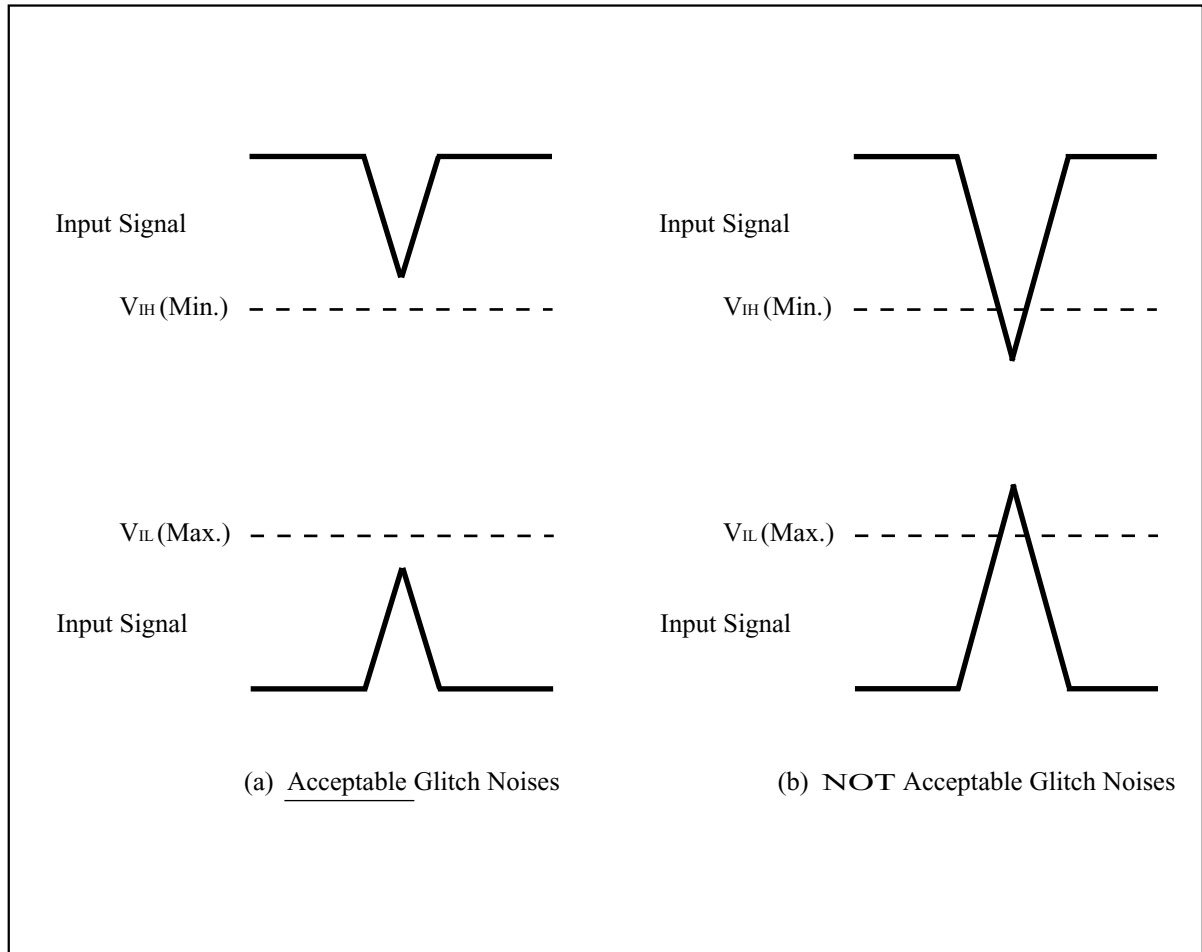 Input Signal
Input Signal
VIH (Min.)
VIH (Min.)
VIL (Max.)
VIL (Max.)
Input Signal
Input Signal
(a) Acceptable Glitch Noises
(b) NOT Acceptable Glitch Noises